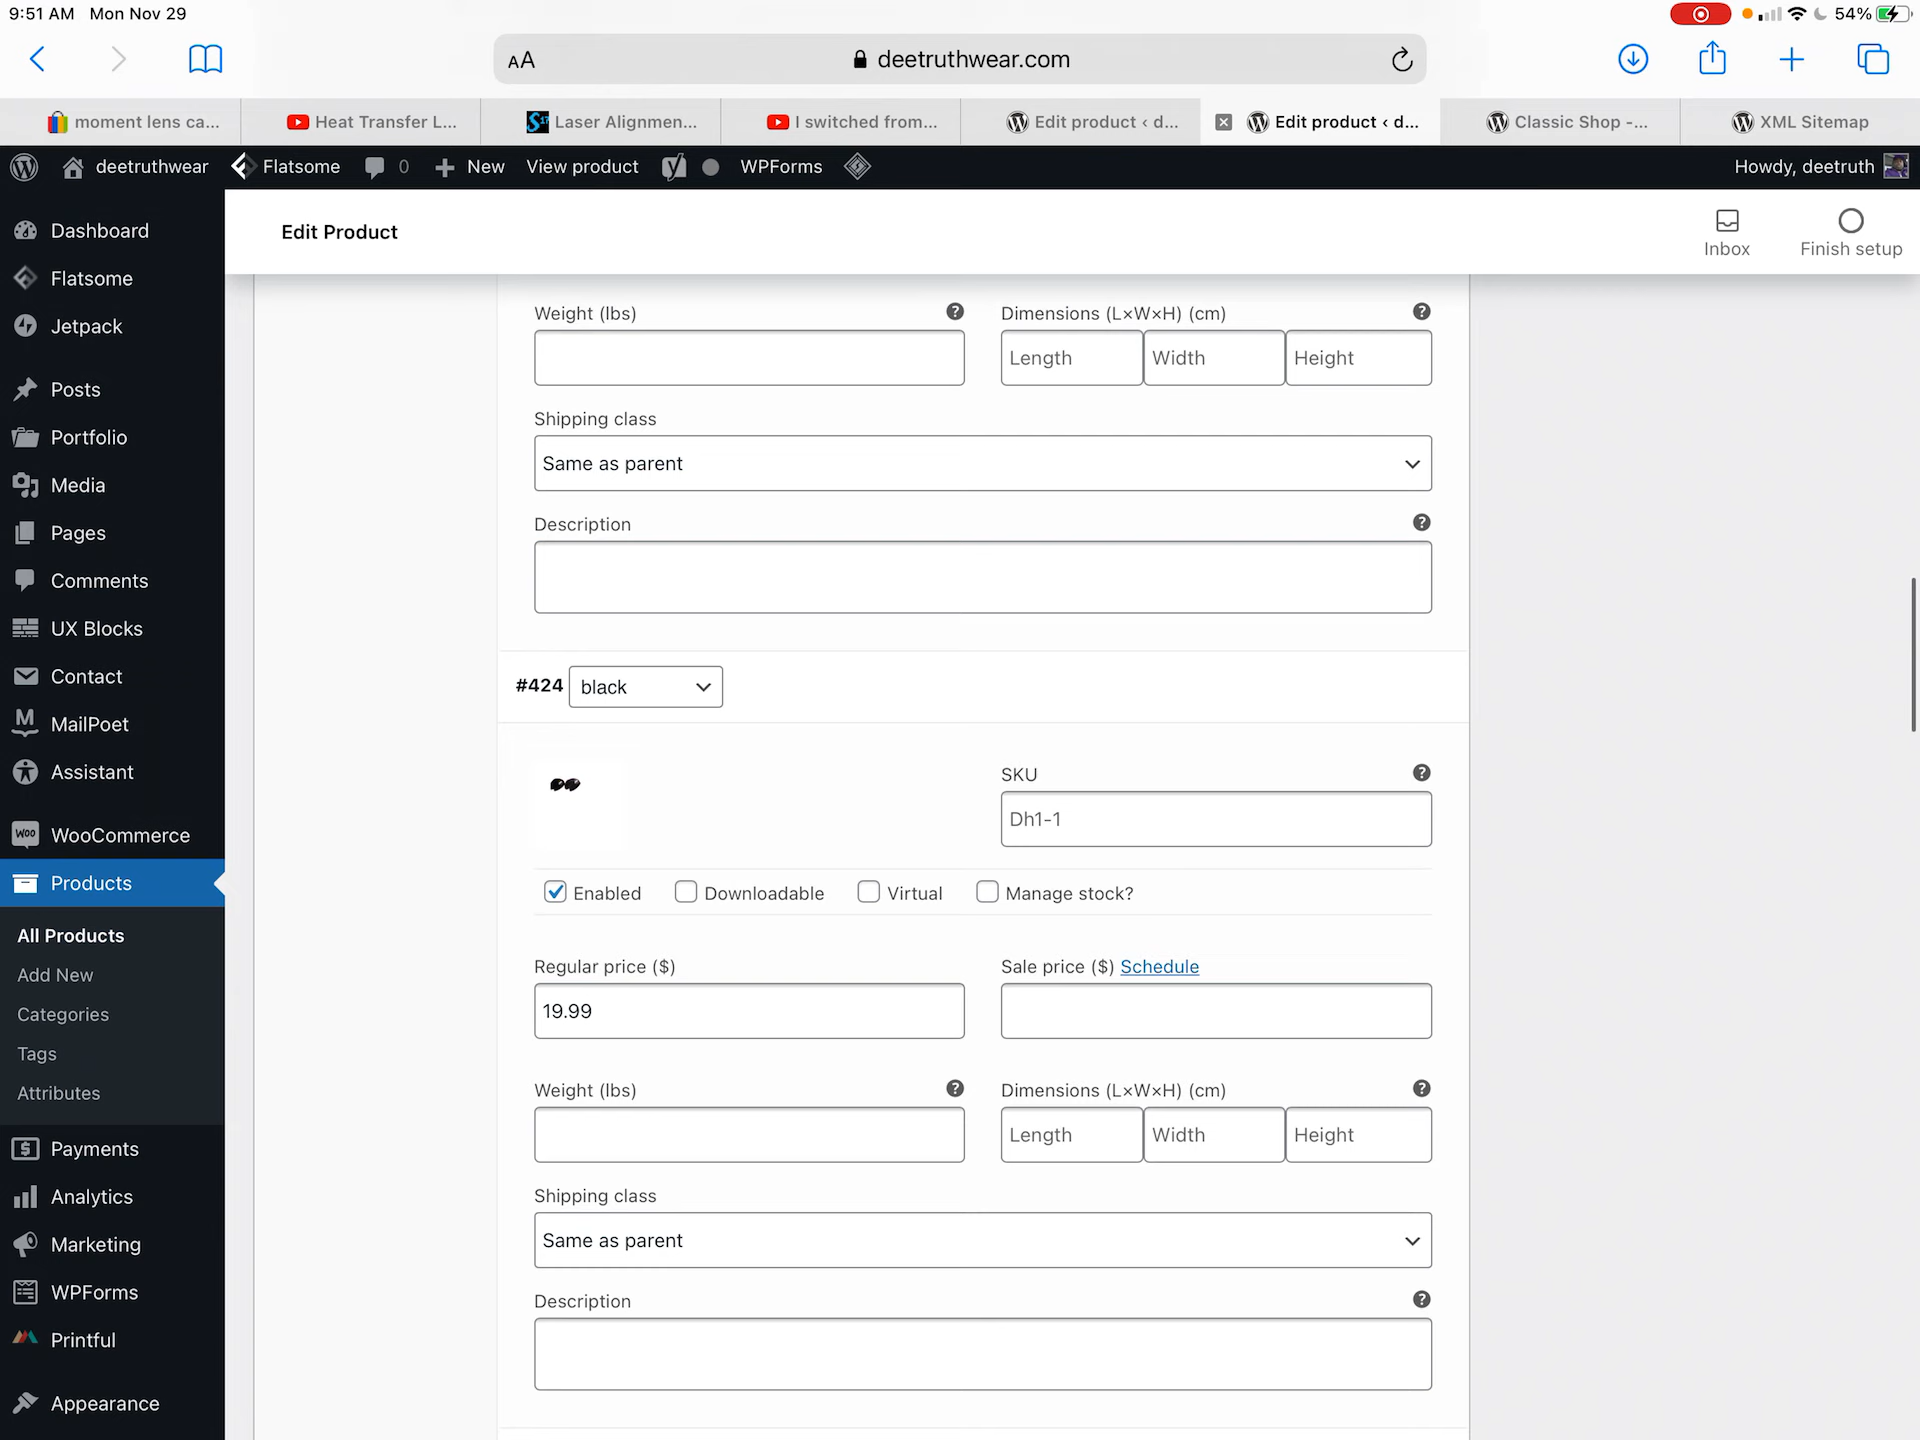 9:51 AM Mon Nov 29
54%
AA deetruthwear.com
moment lens ca...
Heat Transfer L...
Laser Alignmen...
I switched from...
Edit product ‹ d...
Edit product ‹ d...
Classic Shop -...
XML Sitemap
deetruthwear Flatsome 0 New View product WPForms Howdy, deetruth
Dashboard
Flatsome
Jetpack
Posts
Portfolio
Media
Pages
Comments
UX Blocks
Contact
MailPoet
Assistant
WooCommerce
Products
All Products
Add New
Categories
Tags
Attributes
Payments
Analytics
Marketing
WPForms
Printful
Appearance
Edit Product
Inbox
Finish setup
Weight (lbs)
Dimensions (L×W×H) (cm)
Length Width Height
Shipping class
Same as parent
Description
#424 black
SKU
Dh1-1
Enabled Downloadable Virtual Manage stock?
Regular price ($)
19.99
Sale price ($) Schedule
Weight (lbs)
Dimensions (L×W×H) (cm)
Length Width Height
Shipping class
Same as parent
Description